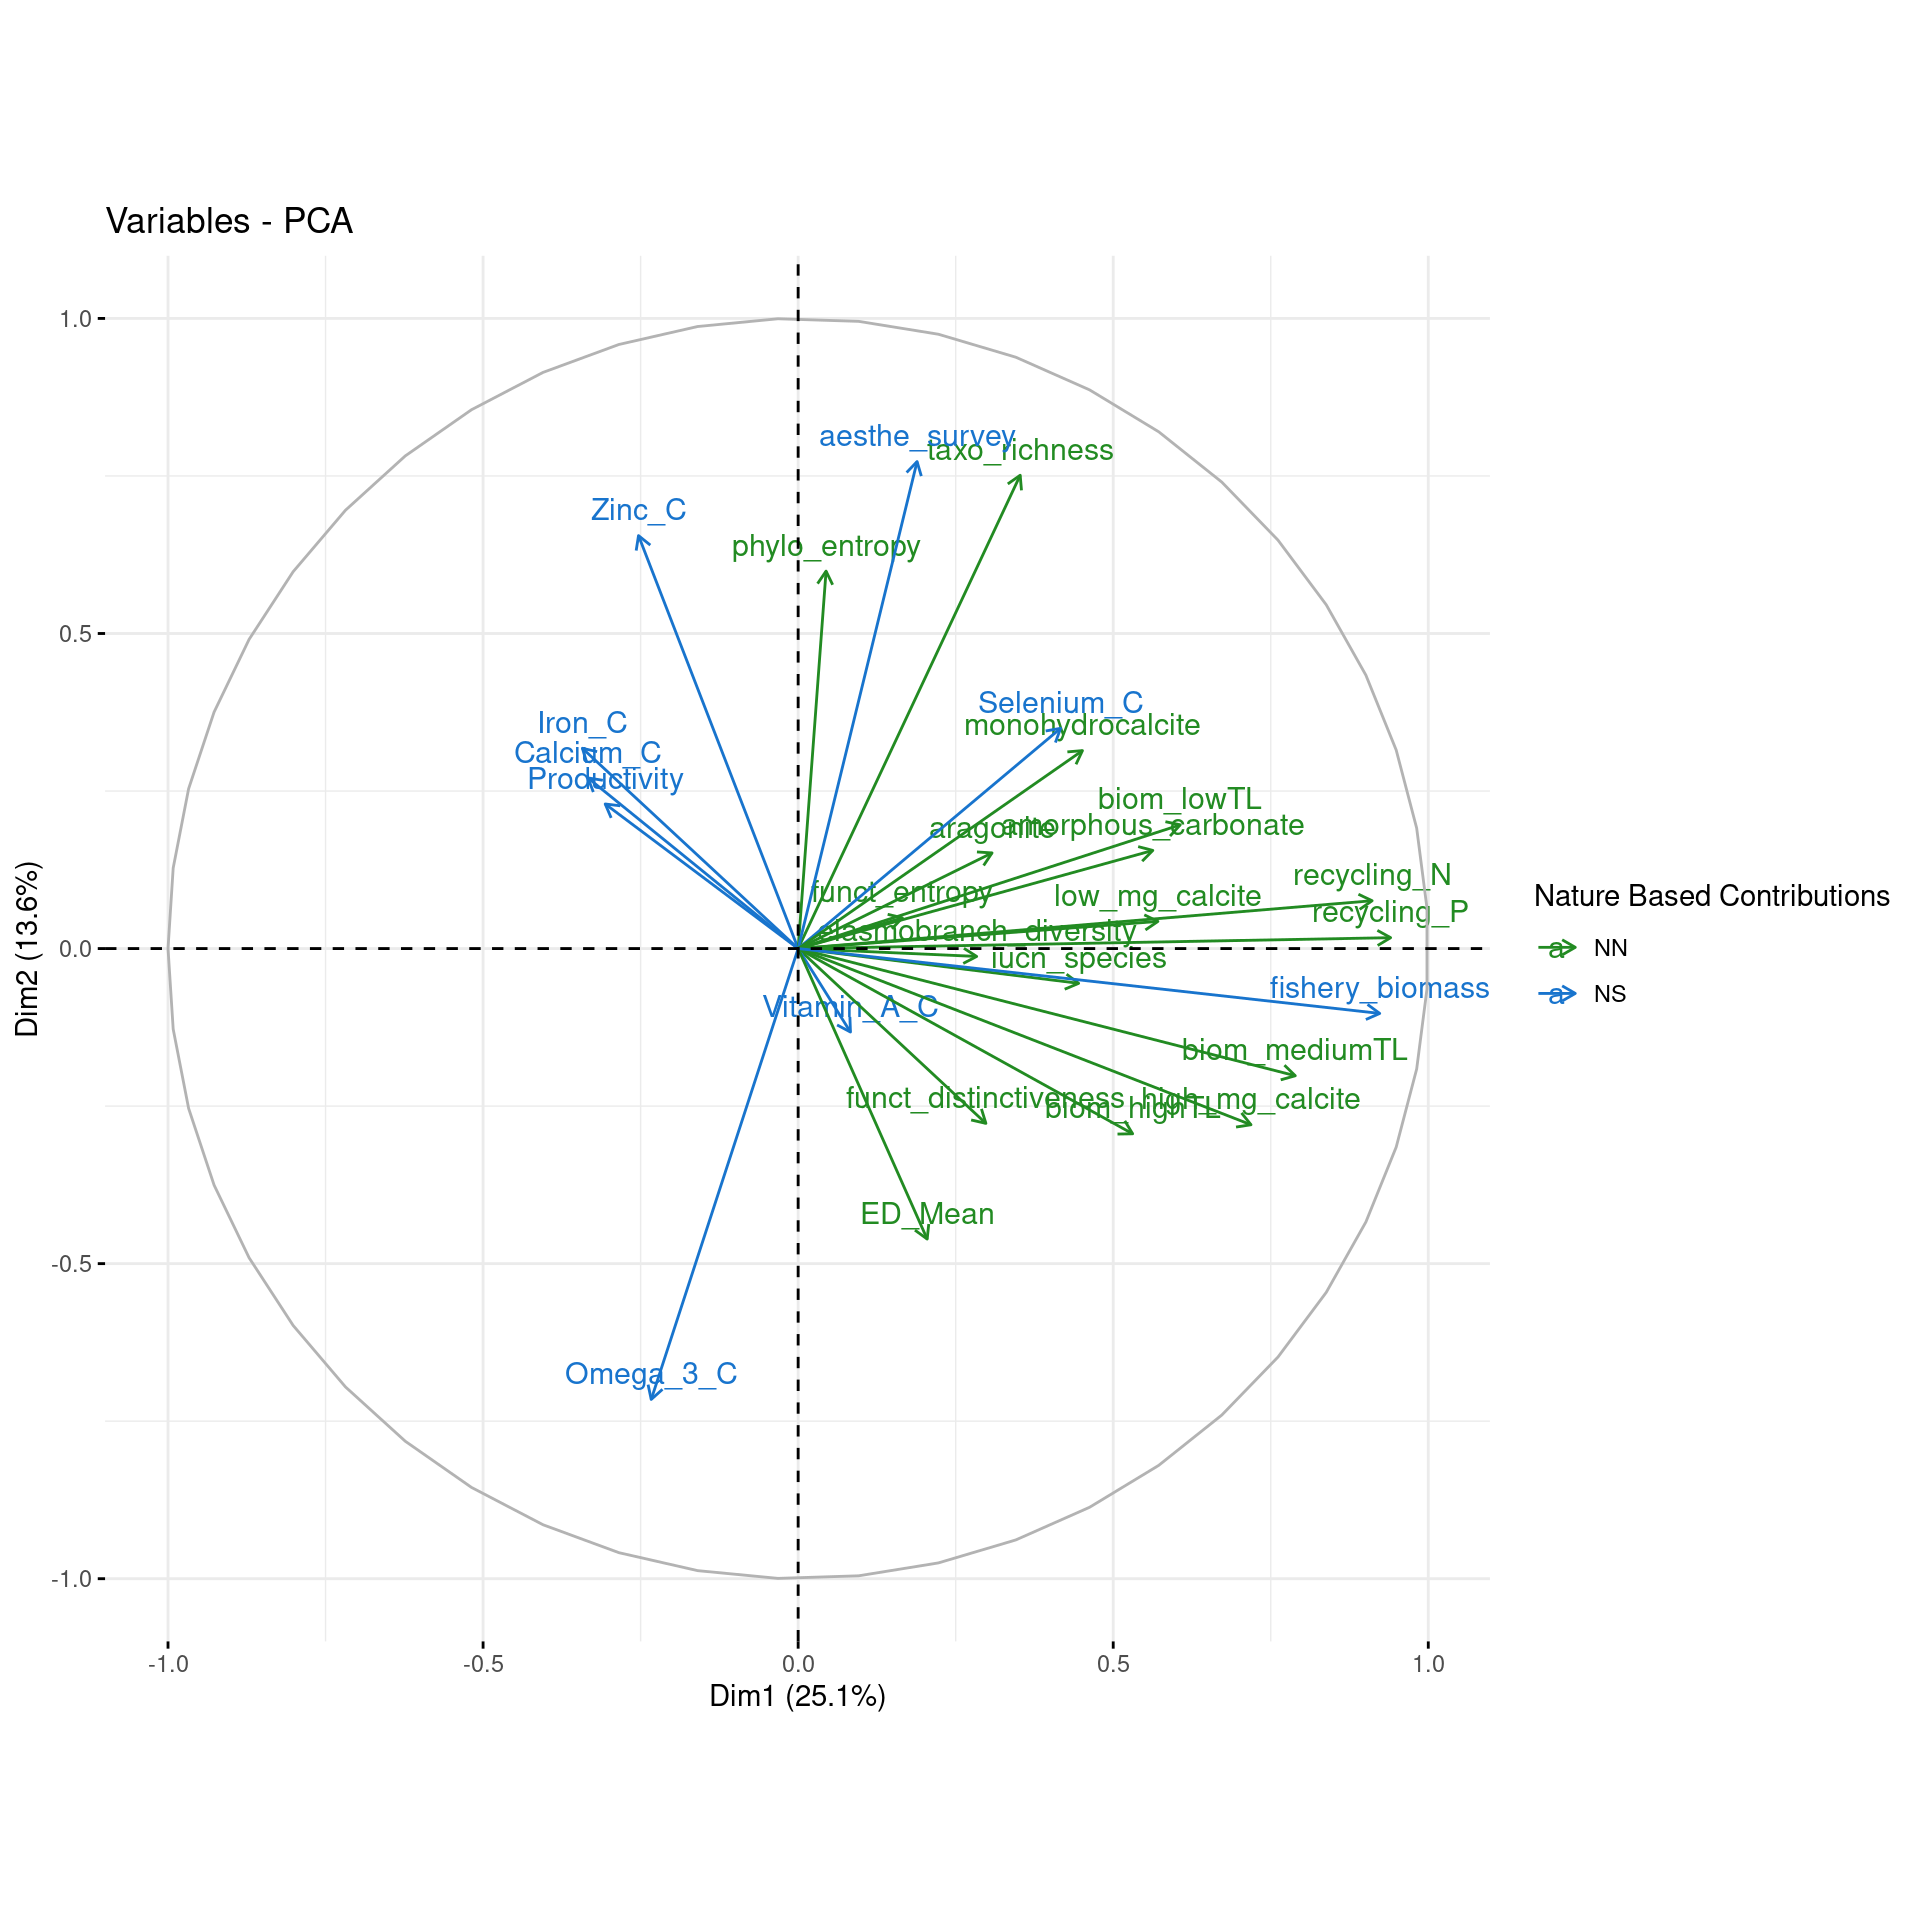 Variables - PCA
1.0
0.5
0.0
-0.5
-1.0
Dim2 (13.6%)
aesthe_survey
taxo_richness
Zinc_C
phylo_entropy
Selenium_C
monohydrocalcite
Iron_C
Calcium_C
Productivity
biom_lowTL
aragonite
amorphous_carbonate
recycling_N
funct_entropy
low_mg_calcite
recycling_P
elasmobranch_diversity
iucn_species
fishery_biomass
Vitamin_A_C
biom_mediumTL
funct_distinctiveness
high_mg_calcite
biom_highTL
ED_Mean
Omega_3_C
-1.0
-0.5
0.0
0.5
1.0
Dim1 (25.1%)
Nature Based Contributions
a NN
a NS